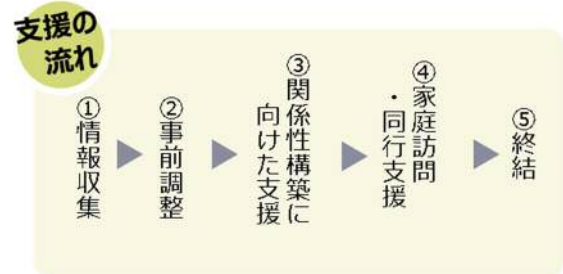 支援の
流れ
①情報収集
②事前調整
③関係性構築に
向けた支援
④家庭訪問
・同行支援
⑤終結